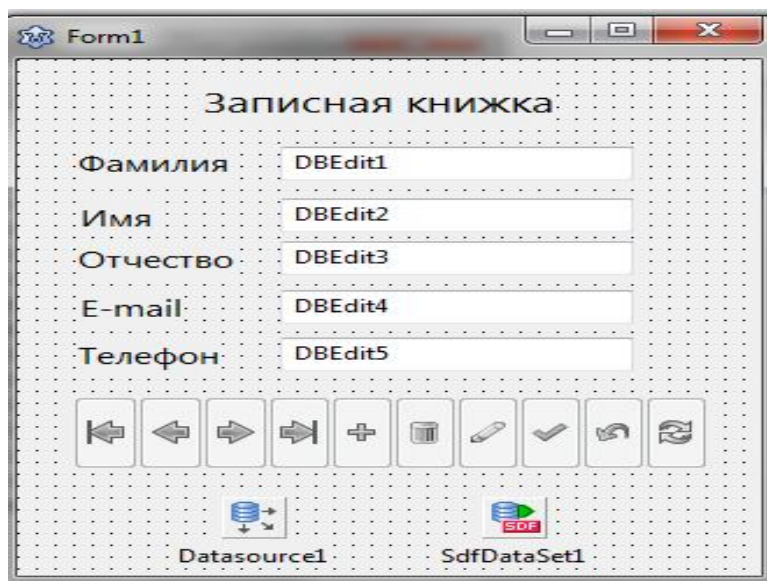 Form1
Записная книжка
Фамилия DBEdit1
Имя DBEdit2
Отчество DBEdit3
E-mail DBEdit4
Телефон DBEdit5
SDF
Datasource1 SdfDataSet1